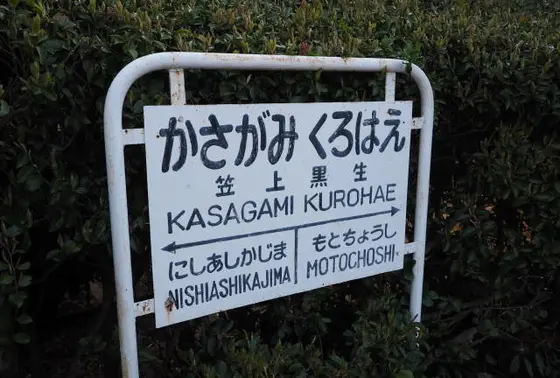 かさがみ くろはえ
笠上黒生
KASAGAMI KUROHAE
にしあしかじま もとちょうし
NISHIASHIKAJIMA MOTOCHOSHI